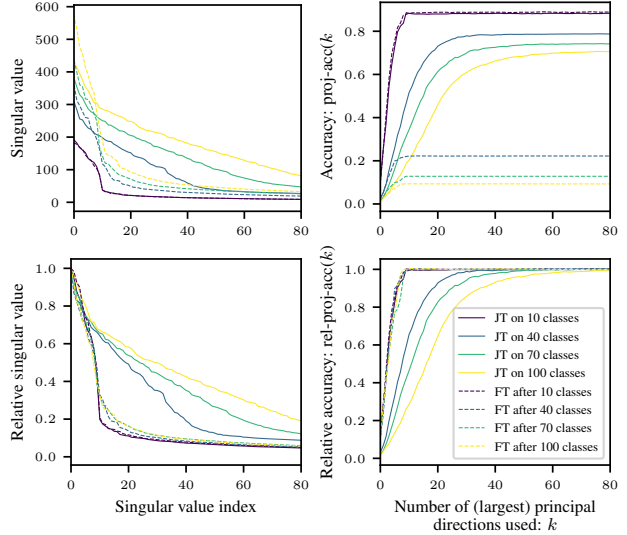 600
500
400
300
200
100
0
Singular value
0
20
40
60
80
0.8
0.6
0.4
0.2
0.0
Accuracy: proj-acc(k
0
20
40
60
80
1.0
0.8
0.6
0.4
0.2
0.0
Relative singular value
0
20
40
60
80
Singular value index
1.0
0.8
0.6
0.4
0.2
0.0
Relative accuracy: rel-proj-acc(k)
JT on 10 classes
JT on 40 classes
JT on 70 classes
JT on 100 classes
FT after 10 classes
FT after 40 classes
FT after 70 classes
FT after 100 classes
0
20
40
60
80
Number of (largest) principal
directions used: k